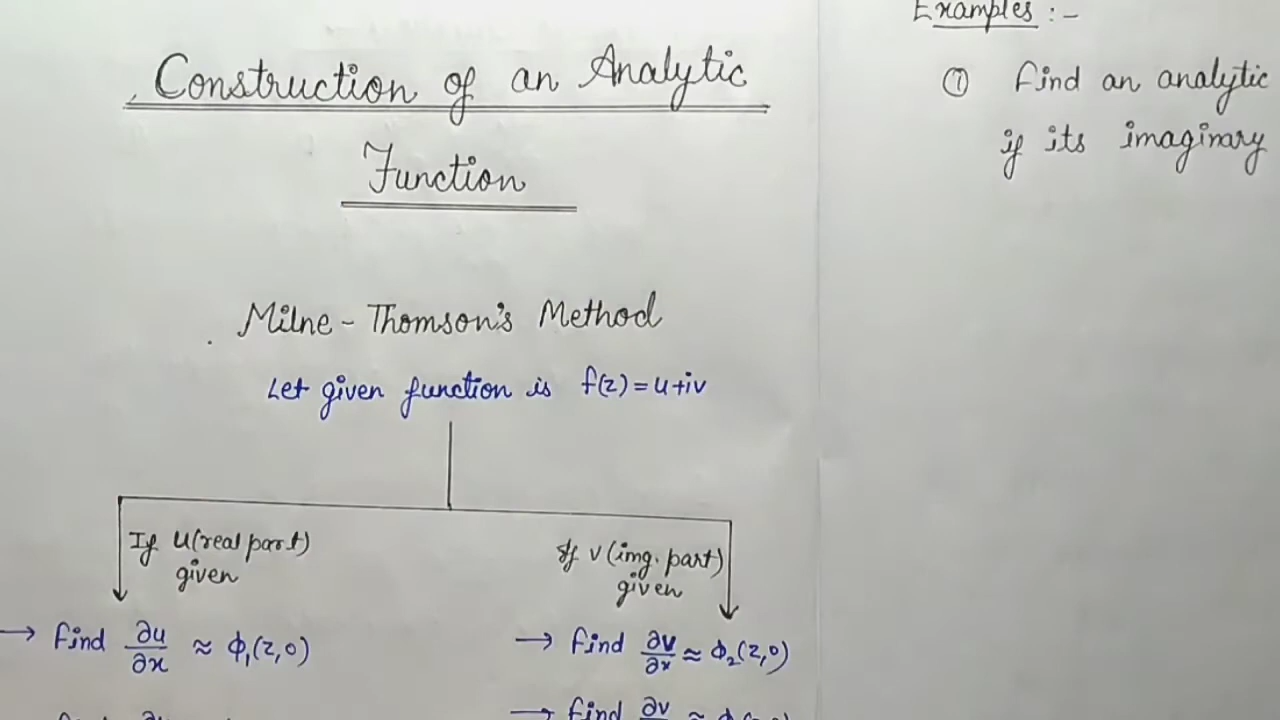 Construction of an Analytic
Function
Milne - Thomson's Method
Let given function is f(z) = u+iv
If u(real part)
given
→ find ∂u/∂x ≈ ϕ₁(z,0)
If v(img. part)
given
→ find ∂v/∂x ≈ ϕ₂(z,0)
→ find ∂v
Examples :-
① find an analytic
if its imaginary